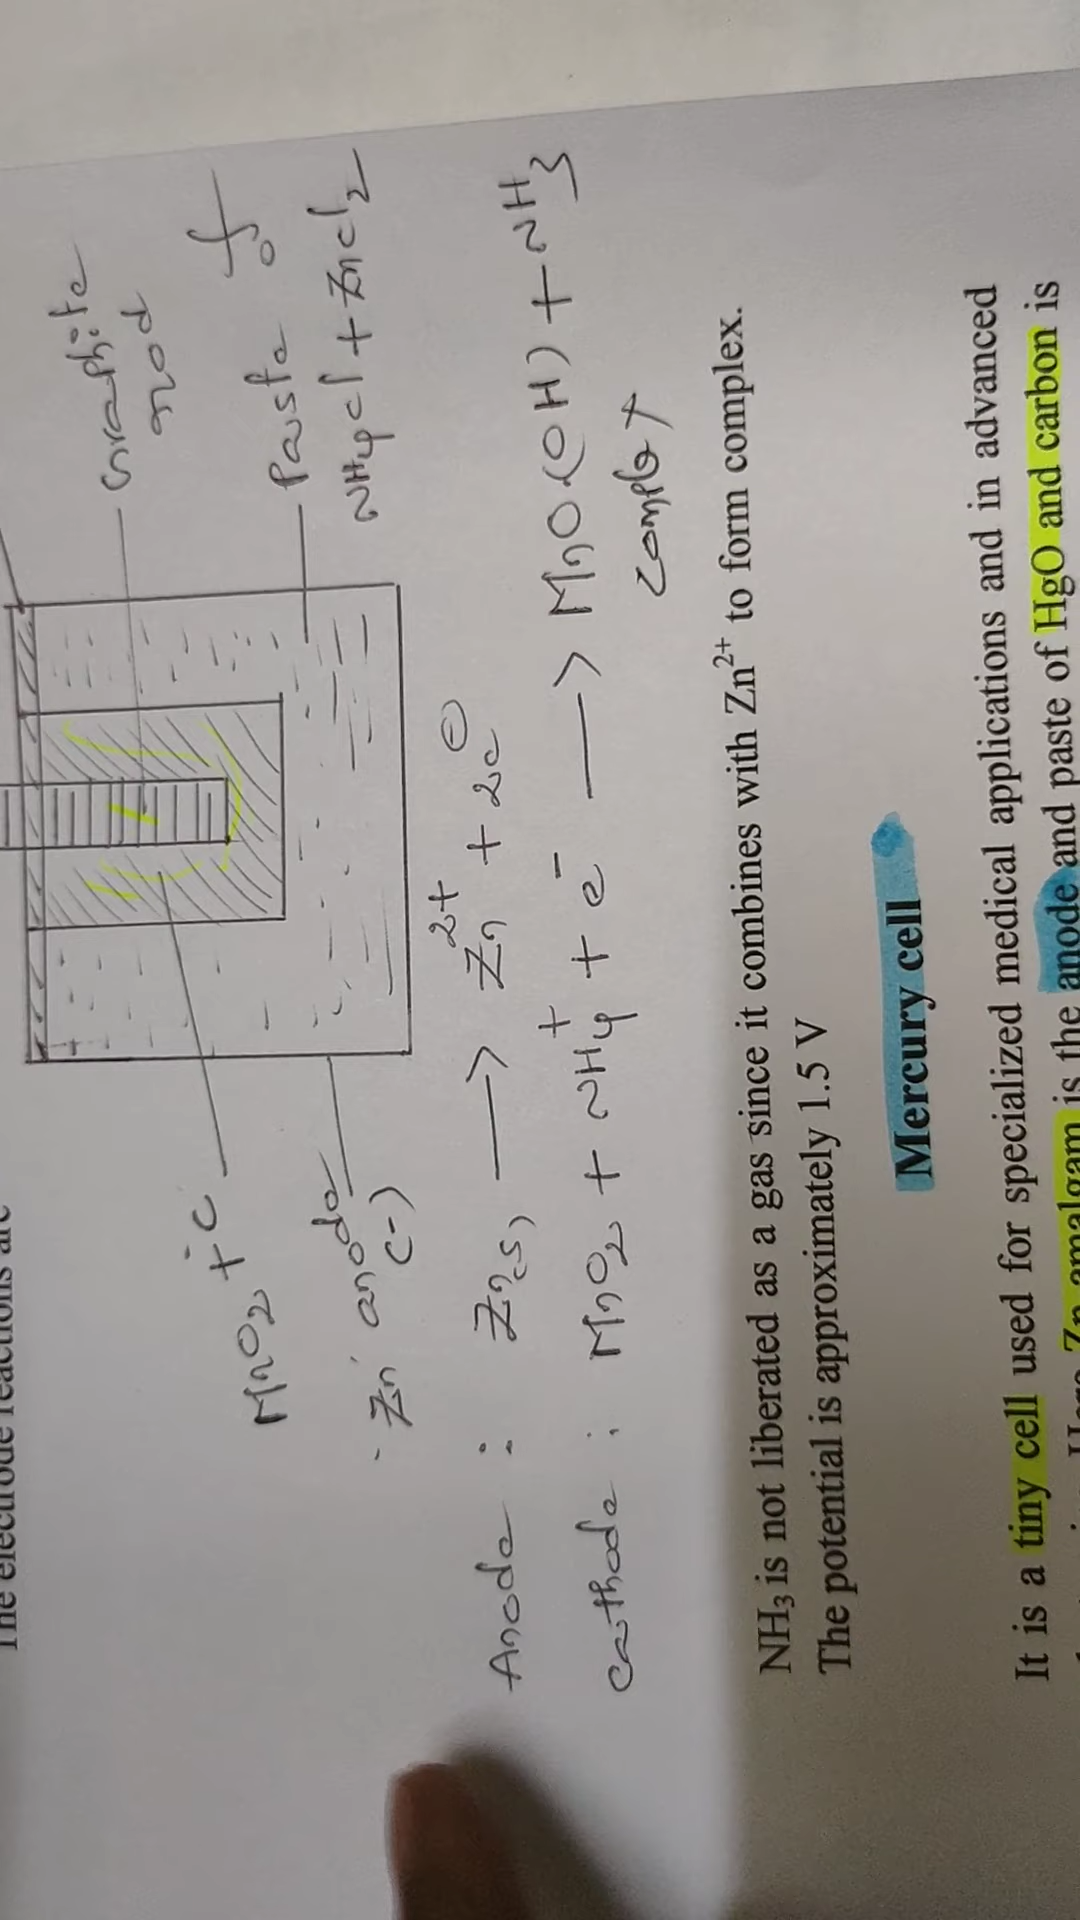 The electrode reactions are
Graphite
rod
Paste of
NH4Cl + ZnCl2
MnO2 + C
Zn anode
(-)
Anode : Zn(s) → Zn²⁺ + 2e⊖
Cathode : MnO2 + NH4⁺ + e⁻ → MnO(OH) + NH3
complex
NH₃ is not liberated as a gas since it combines with Zn²⁺ to form complex.
The potential is approximately 1.5 V
Mercury cell
It is a tiny cell used for specialized medical applications and in advanced
Here Zn amalgam is the anode and paste of HgO and carbon is